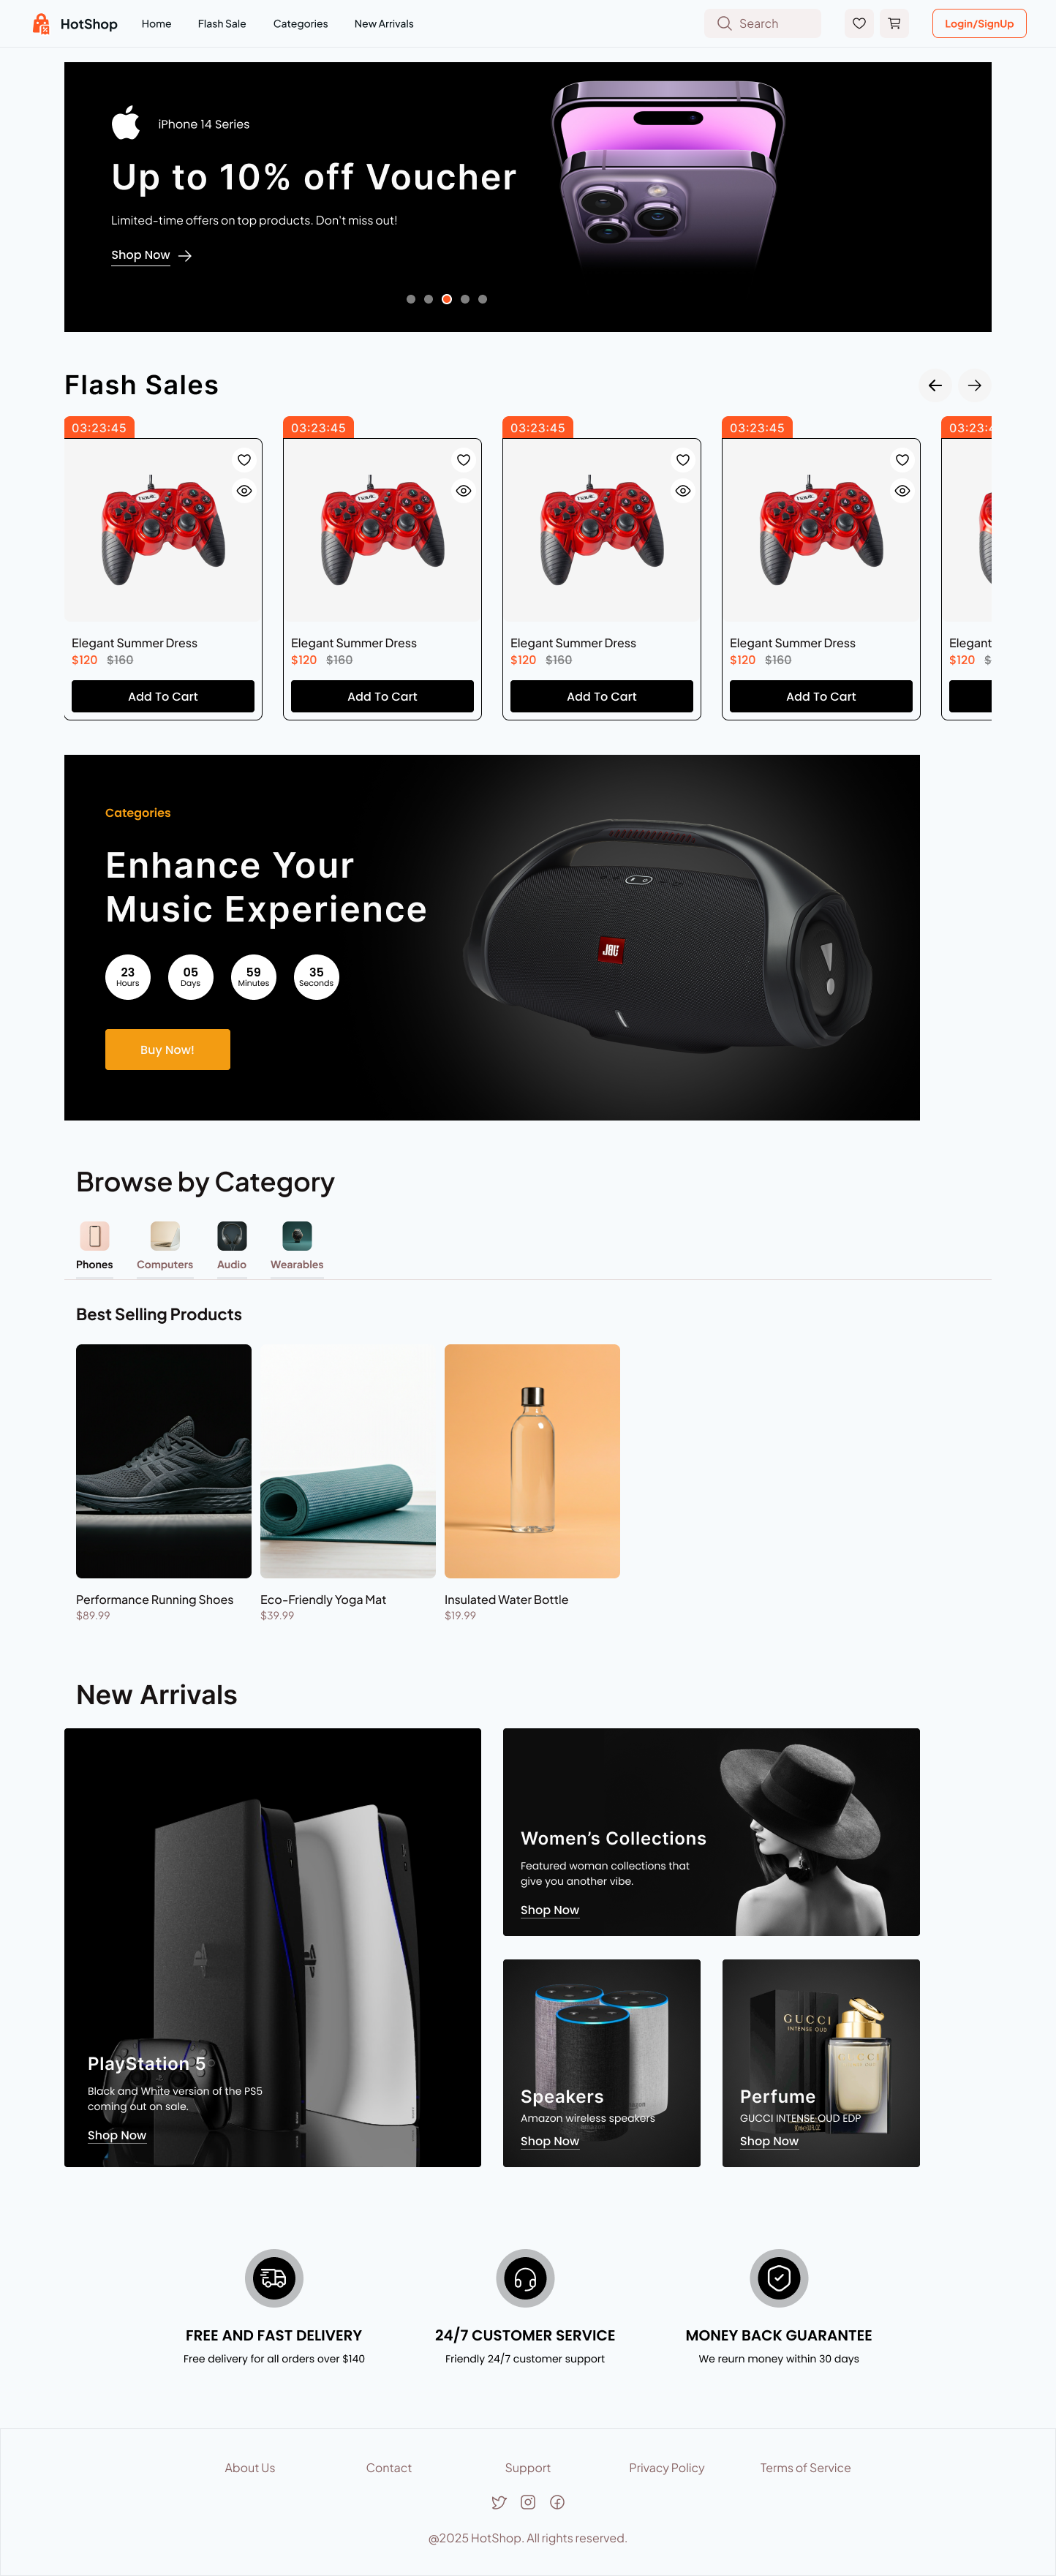 HotShop
Home
Flash Sale
Categories
New Arrivals
Search
Login/SignUp
iPhone 14 Series
Up to 10% off Voucher
Limited-time offers on top products. Don't miss out!
Shop Now
Flash Sales
03:23:45
03:23:45
03:23:45
03:23:45
03:23:4
havit
havit
havit
havit
Elegant Summer Dress
$120 $160
Add To Cart
Elegant Summer Dress
$120 $160
Add To Cart
Elegant Summer Dress
$120 $160
Add To Cart
Elegant Summer Dress
$120 $160
Add To Cart
Elegant
$120 $
Categories
Enhance Your
Music Experience
JBL
23
Hours
05
Days
59
Minutes
35
Seconds
Buy Now!
Browse by Category
Phones
Computers
Audio
Wearables
Best Selling Products
Performance Running Shoes
$89.99
Eco-Friendly Yoga Mat
$39.99
Insulated Water Bottle
$19.99
New Arrivals
PlayStation 5
Black and White version of the PS5
coming out on sale.
Shop Now
Women's Collections
Featured woman collections that
give you another vibe.
Shop Now
Speakers
Amazon wireless speakers
amazon
Shop Now
GUCCI
INTENSE OUD
GUCCI
Perfume
GUCCI INTENSE OUD EDP
Shop Now
FREE AND FAST DELIVERY
Free delivery for all orders over $140
24/7 CUSTOMER SERVICE
Friendly 24/7 customer support
MONEY BACK GUARANTEE
We reurn money within 30 days
About Us
Contact
Support
Privacy Policy
Terms of Service
@2025 HotShop. All rights reserved.